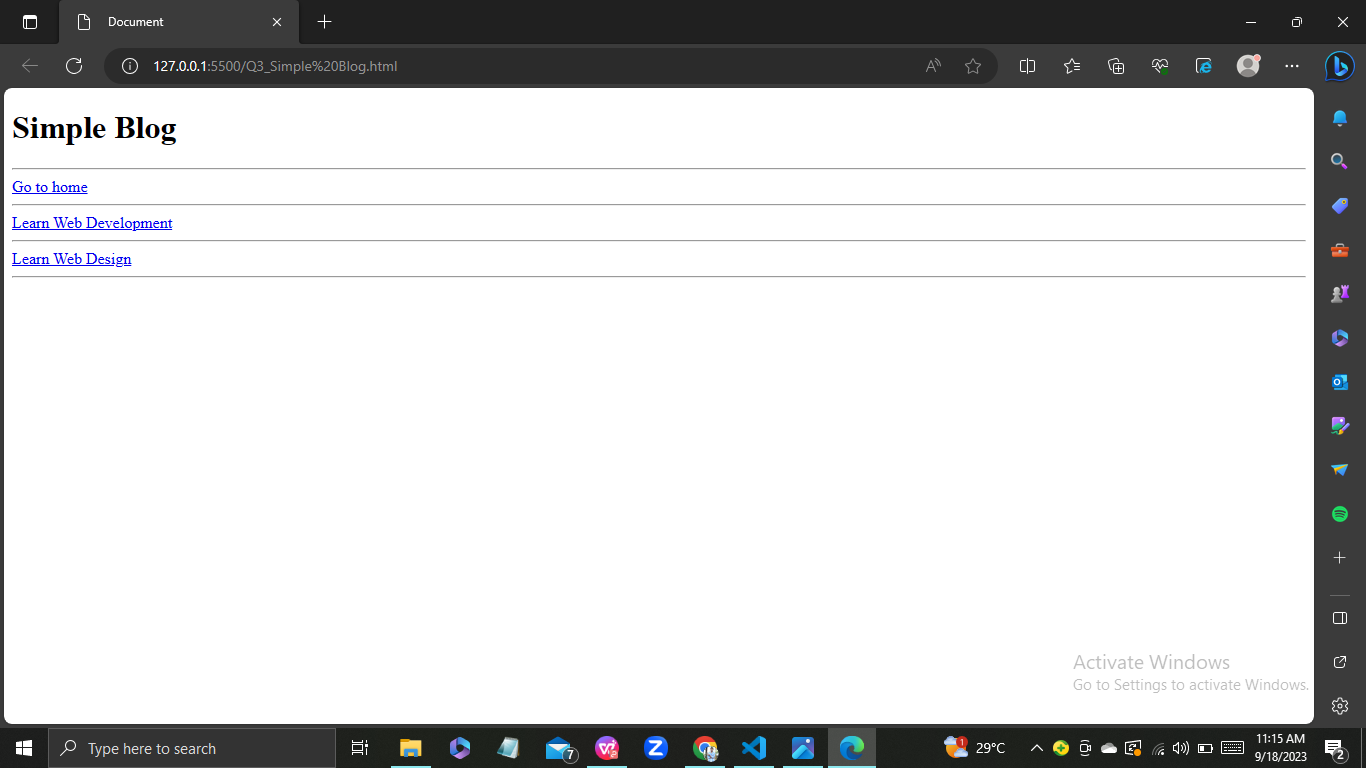 Document
127.0.0.1:5500/Q3_Simple%20Blog.html
Simple Blog
Go to home
Learn Web Development
Learn Web Design
Activate Windows
Go to Settings to activate Windows.
Type here to search
7
1
29°C
11:15 AM
9/18/2023
2